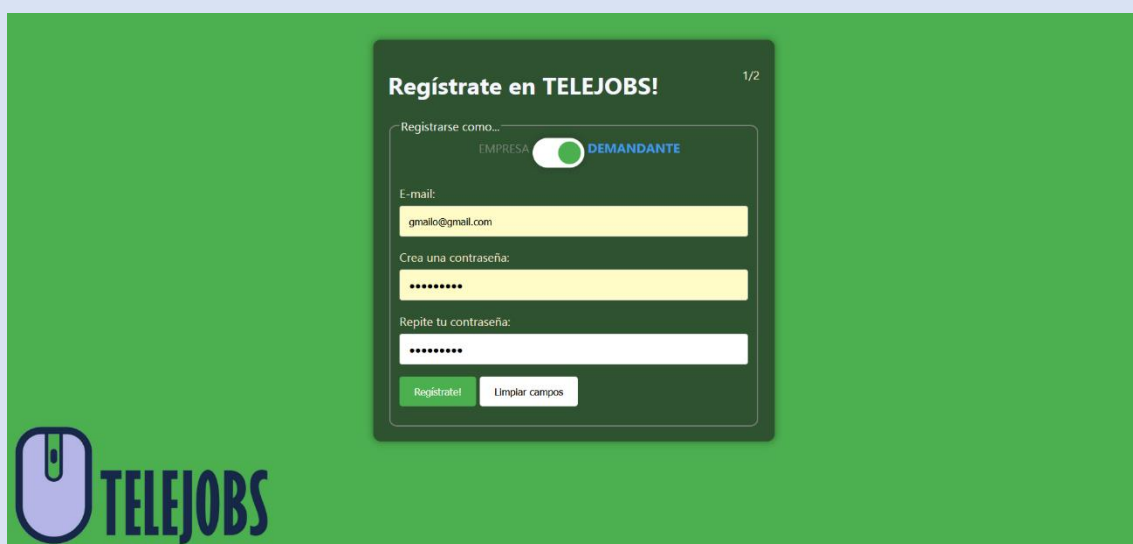 Regístrate en TELEJOBS!
1/2
Registrarse como...
EMPRESA DEMANDANTE
E-mail:
gmailo@gmail.com
Crea una contraseña:
•••••••••
Repite tu contraseña:
•••••••••
Regístrate! Limpiar campos
TELEJOBS